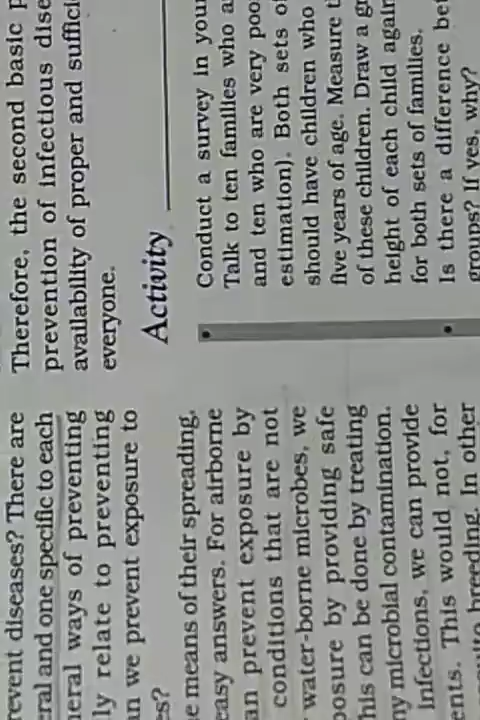 revent diseases? There are
eral and one specific to each
neral ways of preventing
ly relate to preventing
an we prevent exposure to
es?
e means of their spreading,
easy answers. For airborne
an prevent exposure by
conditions that are not
water-borne microbes, we
posure by providing safe
his can be done by treating
ny microbial contamination.
infections, we can provide
ents. This would not, for
quito breeding. In other
Therefore, the second basic p
prevention of infectious dise
availability of proper and suffici
everyone.
Activity
Conduct a survey in your
Talk to ten families who a
and ten who are very poo
estimation). Both sets of
should have children who
five years of age. Measure t
of these children. Draw a gr
height of each child again
for both sets of families.
Is there a difference bet
groups? If yes, why?